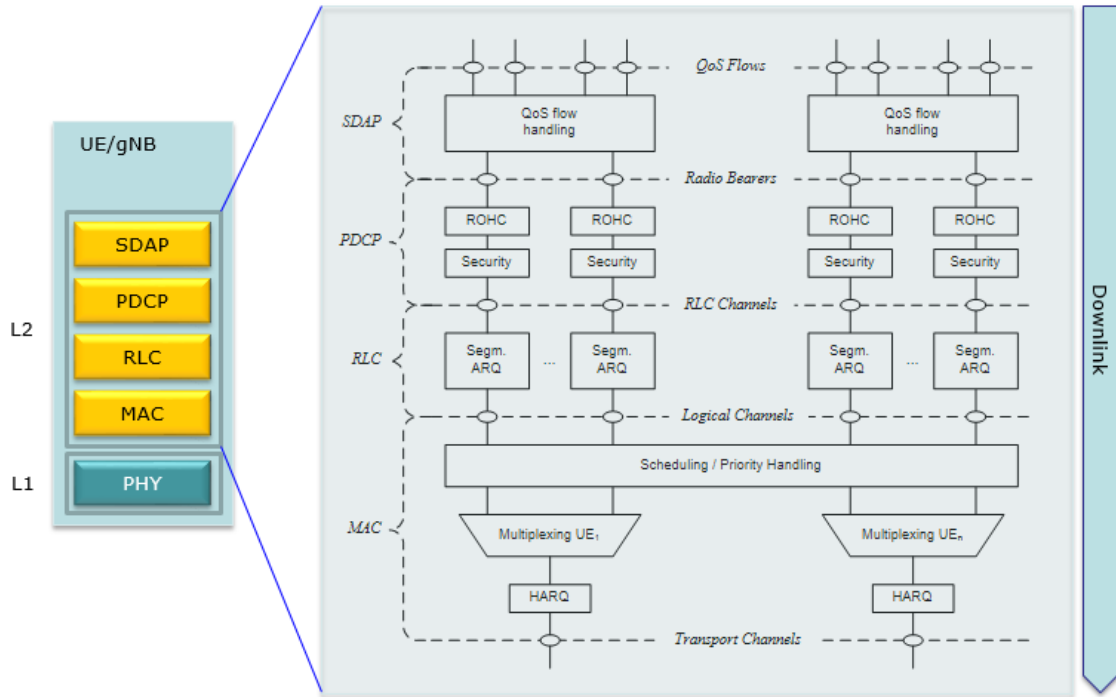 UE/gNB
SDAP
PDCP
RLC
MAC
PHY
L2
L1
QoS Flows
SDAP
QoS flow
handling
QoS flow
handling
Radio Bearers
PDCP
ROHC
ROHC
ROHC
ROHC
Security
Security
Security
Security
RLC Channels
RLC
Segm.
ARQ
...
Segm.
ARQ
Segm.
ARQ
...
Segm.
ARQ
Logical Channels
MAC
Scheduling / Priority Handling
Multiplexing UE₁
Multiplexing UEₙ
HARQ
HARQ
Transport Channels
Downlink